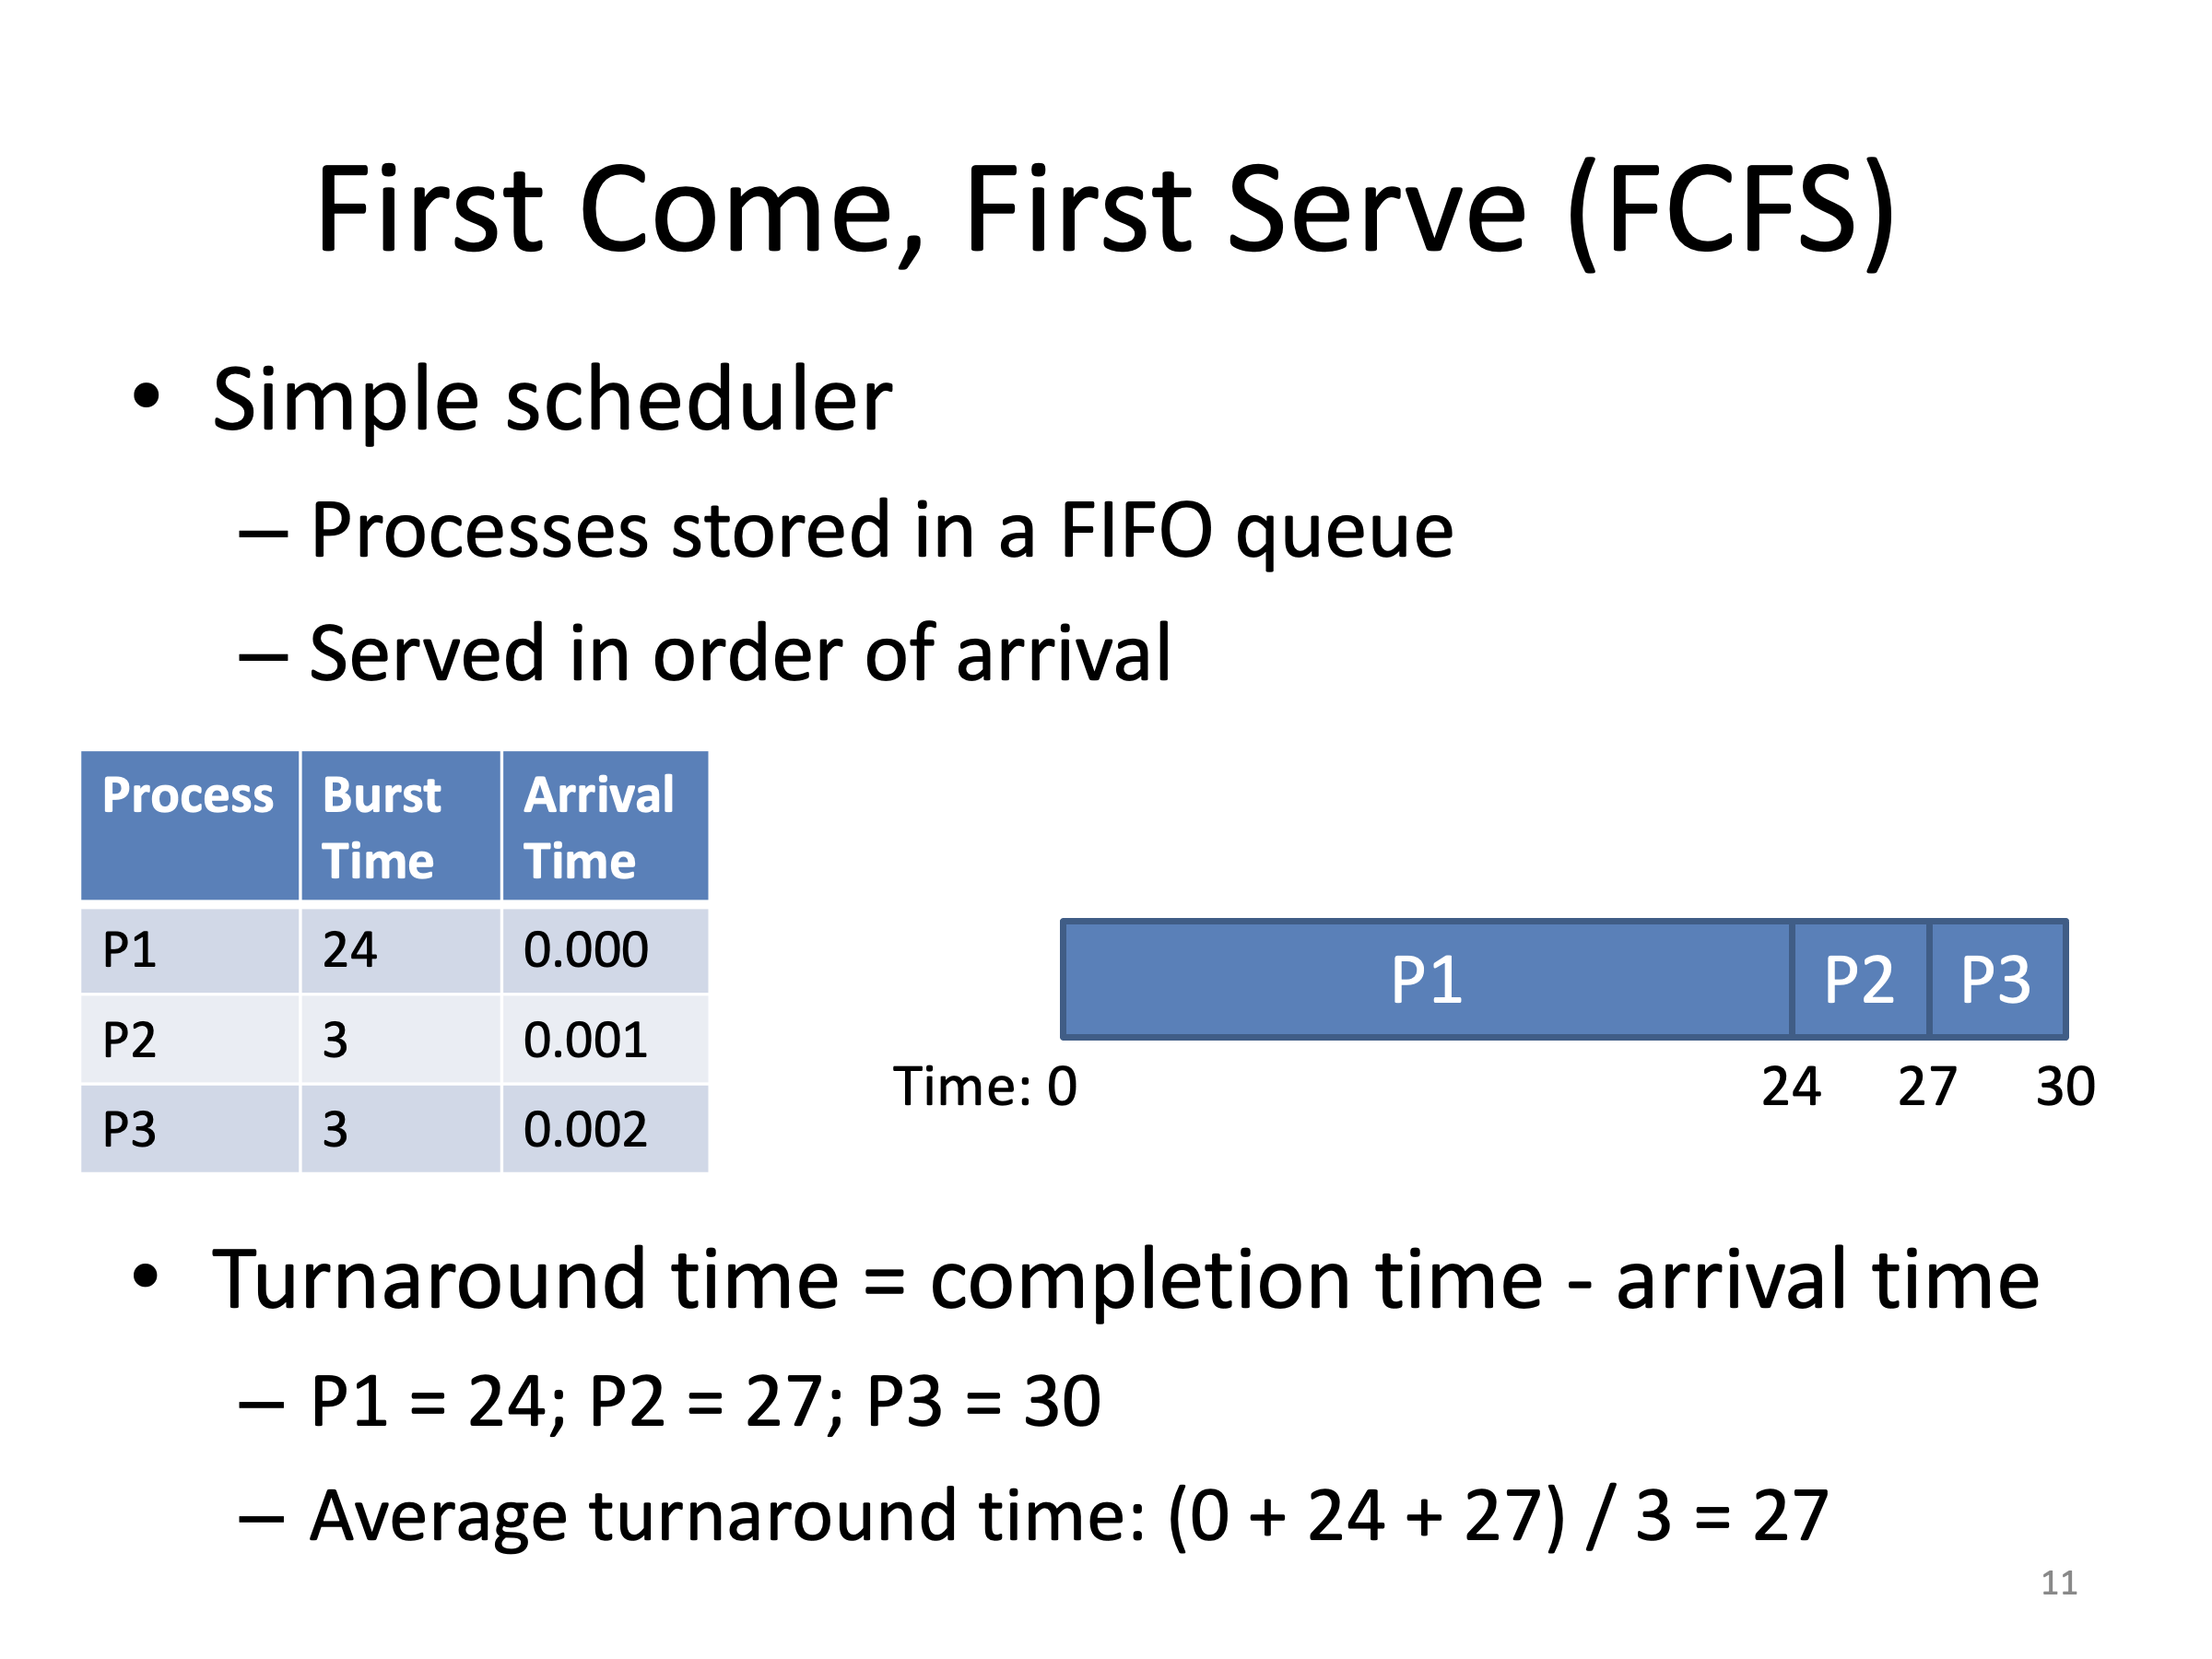 First Come, First Serve (FCFS)
• Simple scheduler
– Processes stored in a FIFO queue
– Served in order of arrival
Process Burst Time Arrival Time
P1 24 0.000
P2 3 0.001
P3 3 0.002
P1 P2 P3
Time: 0 24 27 30
• Turnaround time = completion time - arrival time
– P1 = 24; P2 = 27; P3 = 30
– Average turnaround time: (0 + 24 + 27) / 3 = 27
11